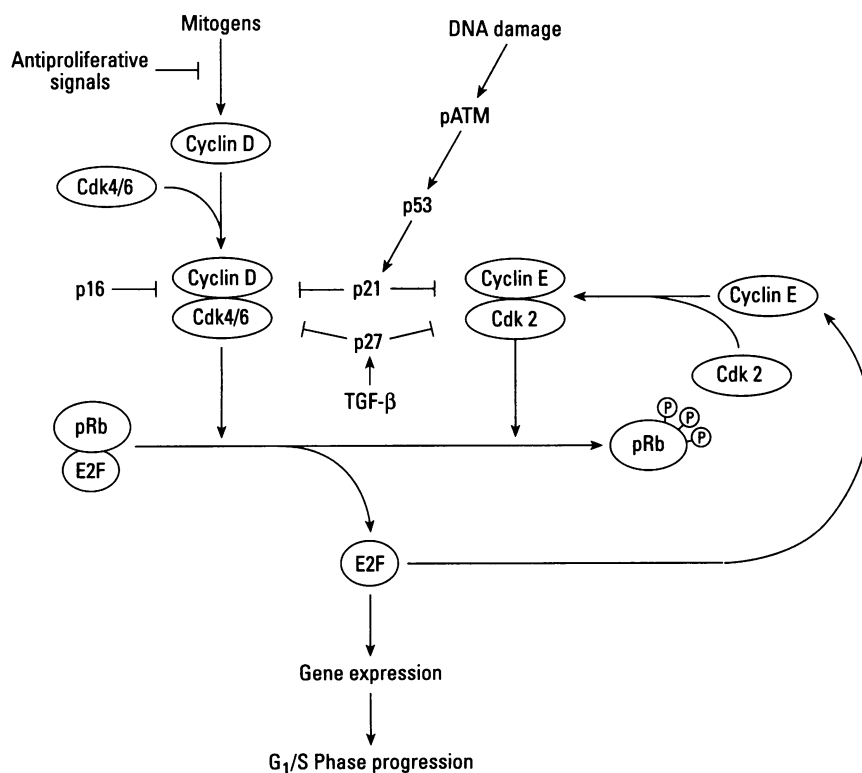 Mitogens
DNA damage
Antiproliferative
signals
pATM
Cyclin D
Cdk4/6
p53
Cyclin D
Cdk4/6
p16
p21
p27
TGF-β
Cyclin E
Cdk 2
Cyclin E
Cdk 2
pRb
E2F
P
P
P
pRb
E2F
Gene expression
G₁/S Phase progression